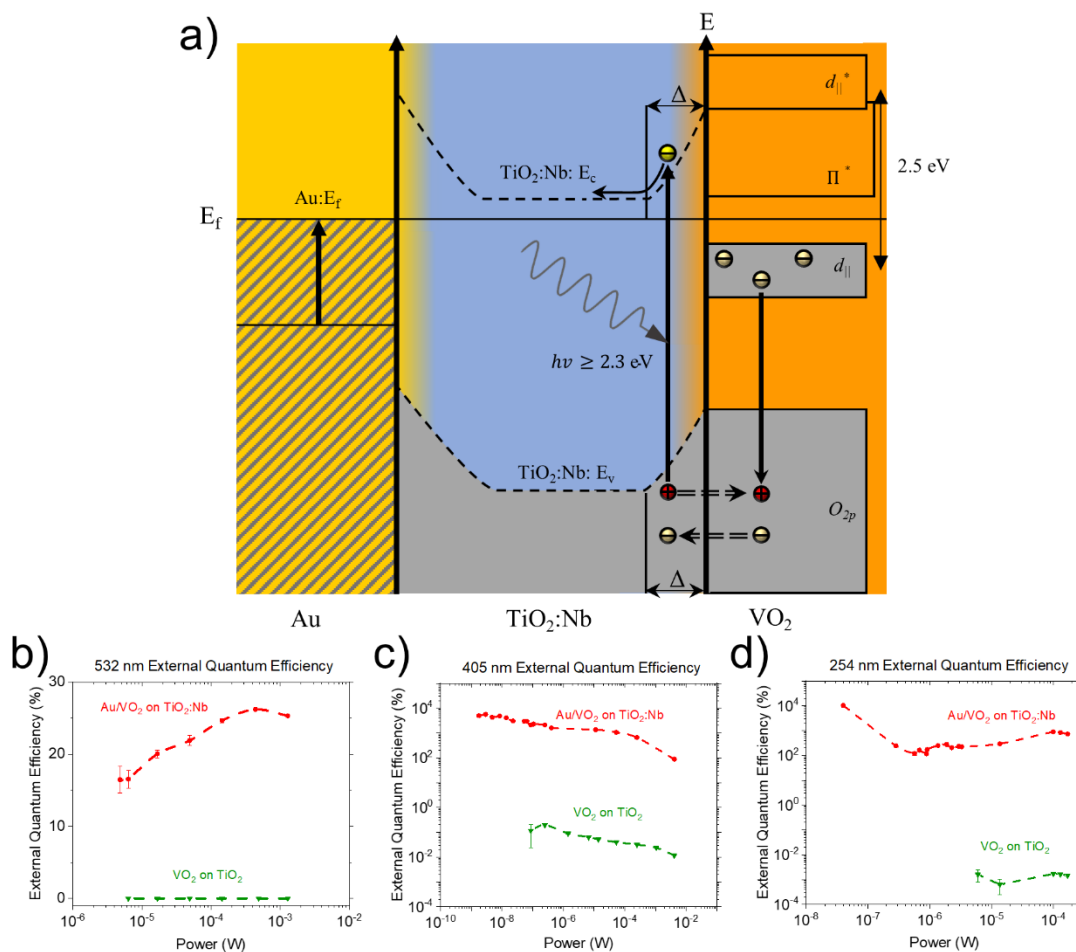 a)
E
d||*
Δ
2.5 eV
TiO₂:Nb: E_c
Π*
Au:E_f
E_f
d||
hν ≥ 2.3 eV
TiO₂:Nb: E_v
O_2p
Δ
Au
TiO₂:Nb
VO₂
b)
532 nm External Quantum Efficiency
External Quantum Efficiency (%)
30
20
10
0
Au/VO₂ on TiO₂:Nb
VO₂ on TiO₂
10⁻⁶ 10⁻⁵ 10⁻⁴ 10⁻³ 10⁻²
Power (W)
c)
405 nm External Quantum Efficiency
External Quantum Efficiency (%)
10⁴
10²
10⁰
10⁻²
10⁻⁴
Au/VO₂ on TiO₂:Nb
VO₂ on TiO₂
10⁻¹⁰ 10⁻⁸ 10⁻⁶ 10⁻⁴ 10⁻²
Power (W)
d)
254 nm External Quantum Efficiency
External Quantum Efficiency (%)
10⁴
10²
10⁰
10⁻²
10⁻⁴
Au/VO₂ on TiO₂:Nb
VO₂ on TiO₂
10⁻⁸ 10⁻⁷ 10⁻⁶ 10⁻⁵ 10⁻⁴
Power (W)